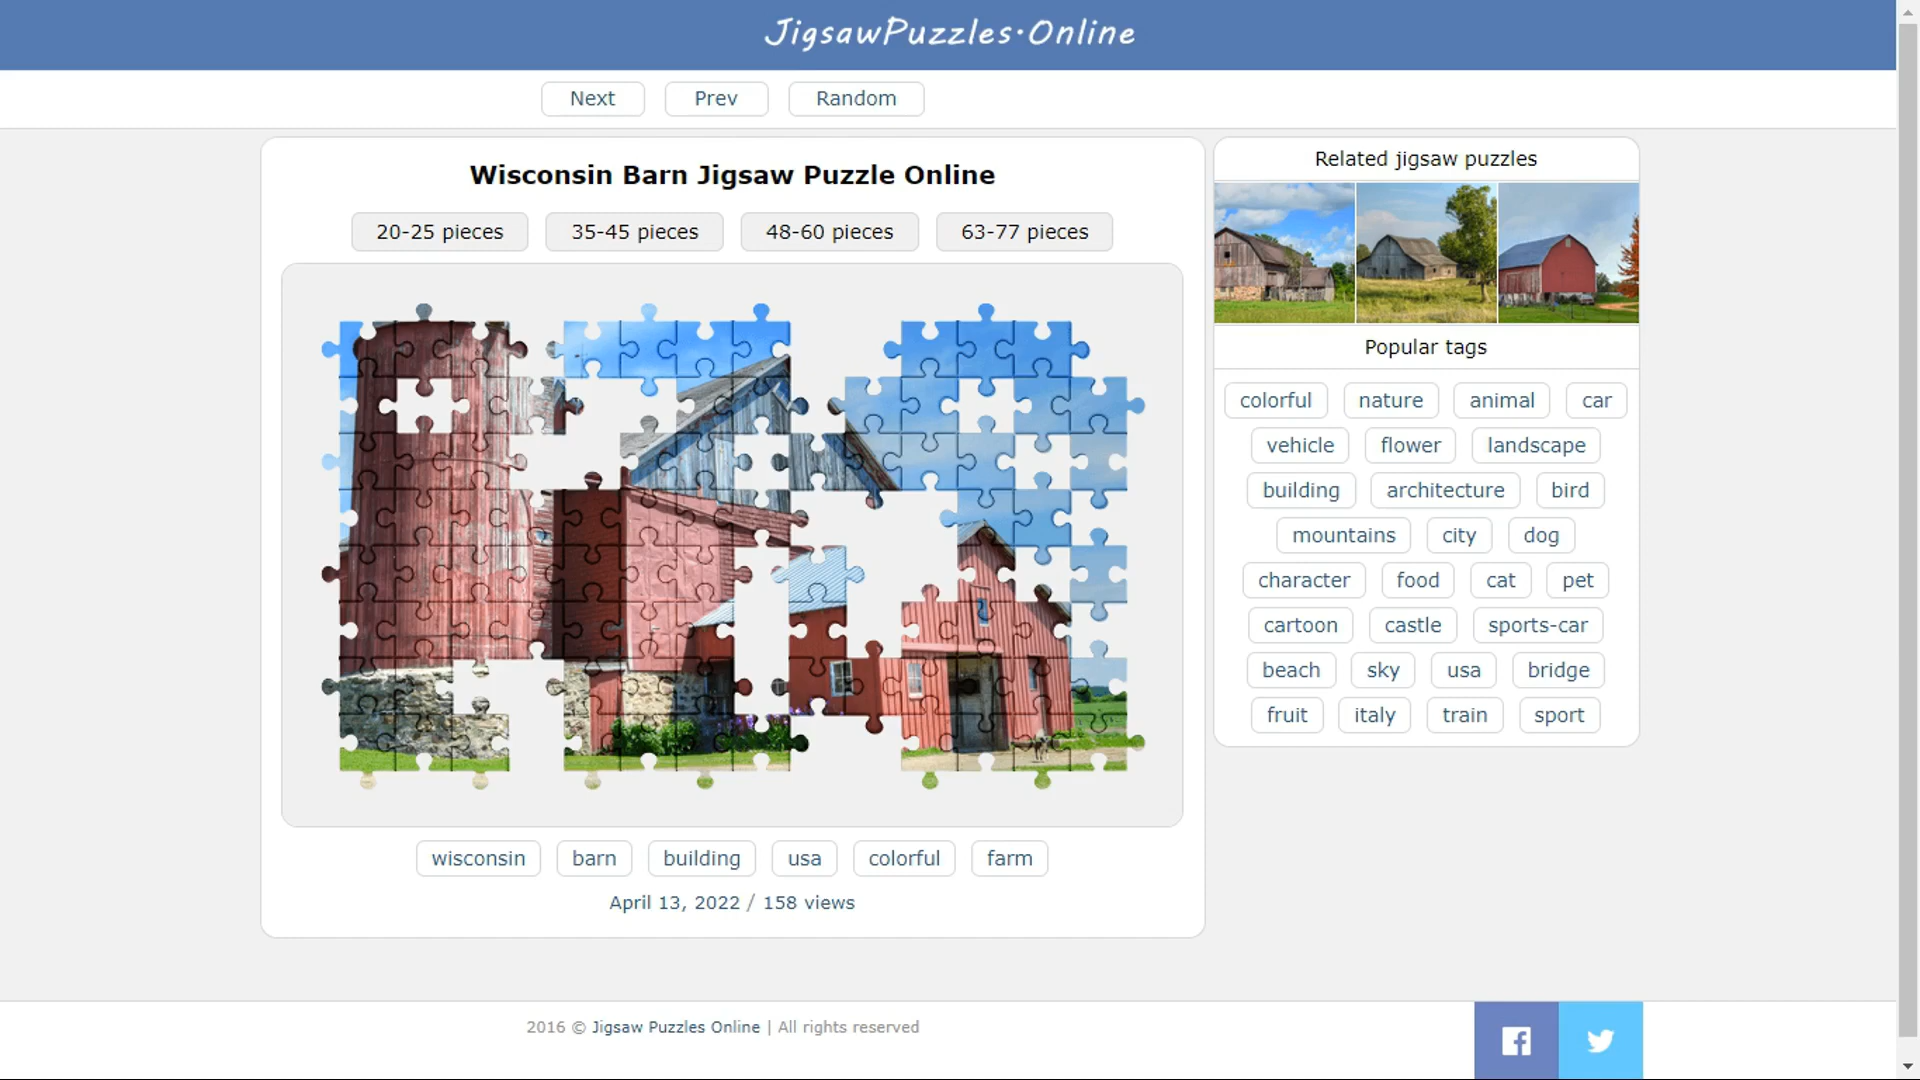 JigsawPuzzles·Online
Next Prev Random
Wisconsin Barn Jigsaw Puzzle Online
20-25 pieces 35-45 pieces 48-60 pieces 63-77 pieces
wisconsin barn building usa colorful farm
April 13, 2022 / 158 views
Related jigsaw puzzles
Popular tags
colorful nature animal car
vehicle flower landscape
building architecture bird
mountains city dog
character food cat pet
cartoon castle sports-car
beach sky usa bridge
fruit italy train sport
2016 © Jigsaw Puzzles Online | All rights reserved